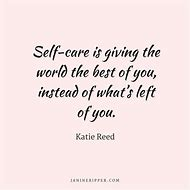 Self-care is giving the
world the best of you,
instead of what's left
of you.
Katie Reed
JANINERIPPER.COM